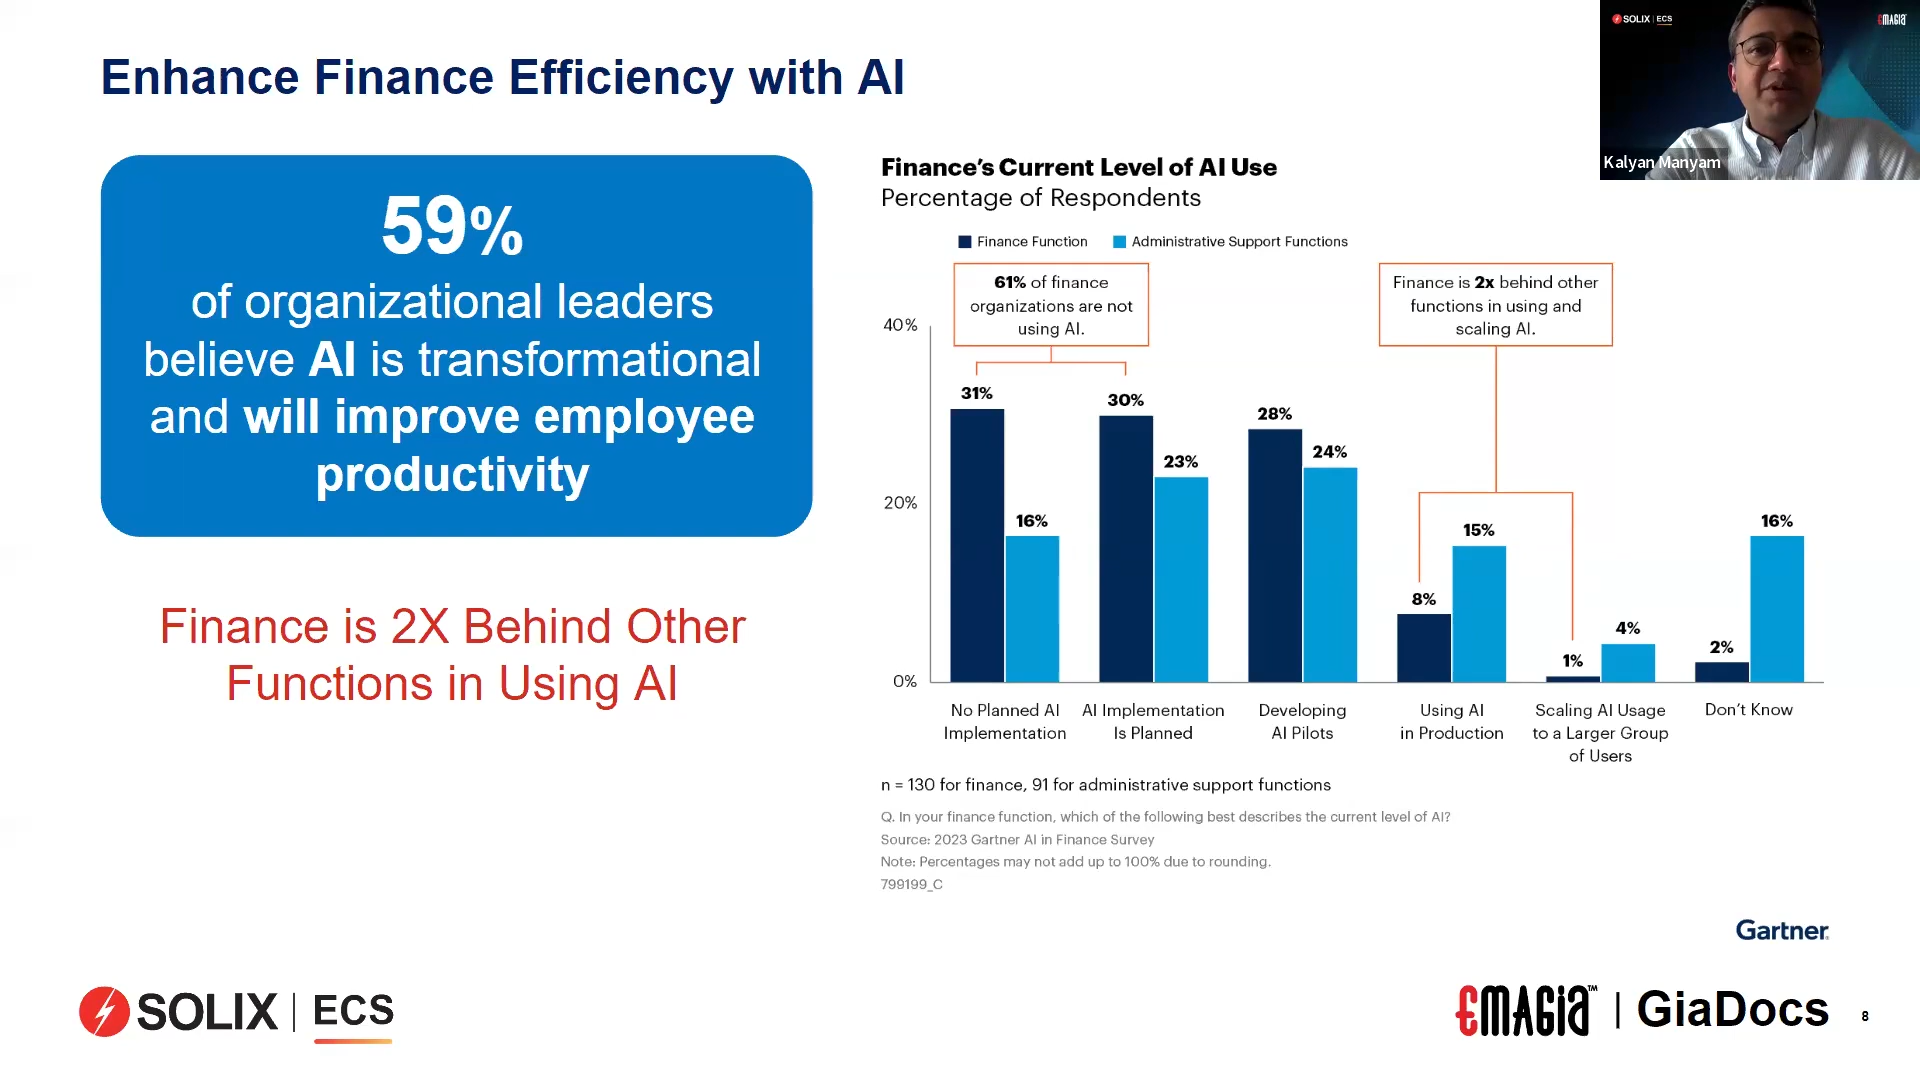 Enhance Finance Efficiency with AI
59%
of organizational leaders
believe AI is transformational
and will improve employee
productivity
Finance is 2X Behind Other
Functions in Using AI
SOLIX | ECS
EMAGIA
Kalyan Manyam
Finance's Current Level of AI Use
Percentage of Respondents
Finance Function
Administrative Support Functions
61% of finance
organizations are not
using AI.
Finance is 2x behind other
functions in using and
scaling AI.
40%
20%
0%
31%
16%
30%
23%
28%
24%
8%
15%
1%
4%
2%
16%
No Planned AI
Implementation
AI Implementation
Is Planned
Developing
AI Pilots
Using AI
in Production
Scaling AI Usage
to a Larger Group
of Users
Don't Know
n = 130 for finance, 91 for administrative support functions
Q. In your finance function, which of the following best describes the current level of AI?
Source: 2023 Gartner AI in Finance Survey
Note: Percentages may not add up to 100% due to rounding.
799199_C
Gartner
SOLIX | ECS
EMAGIA™ | GiaDocs
8